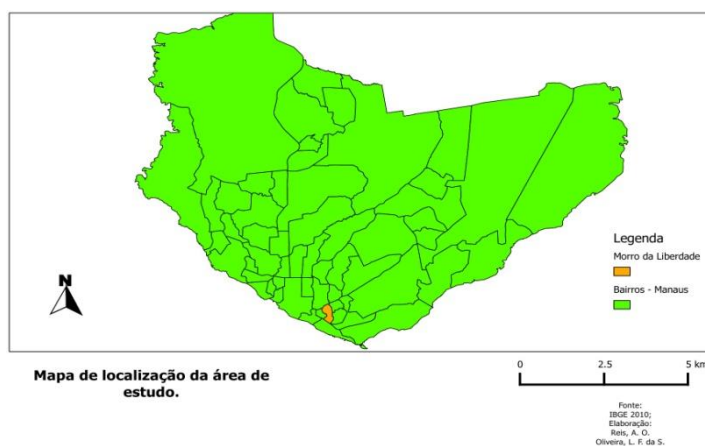 Legenda
Morro da Liberdade
Bairros - Manaus
N
Mapa de localização da área de
estudo.
0 2.5 5 km
Fonte:
IBGE 2010;
Elaboração:
Reis, A. O.
Oliveira, L. F. da S.